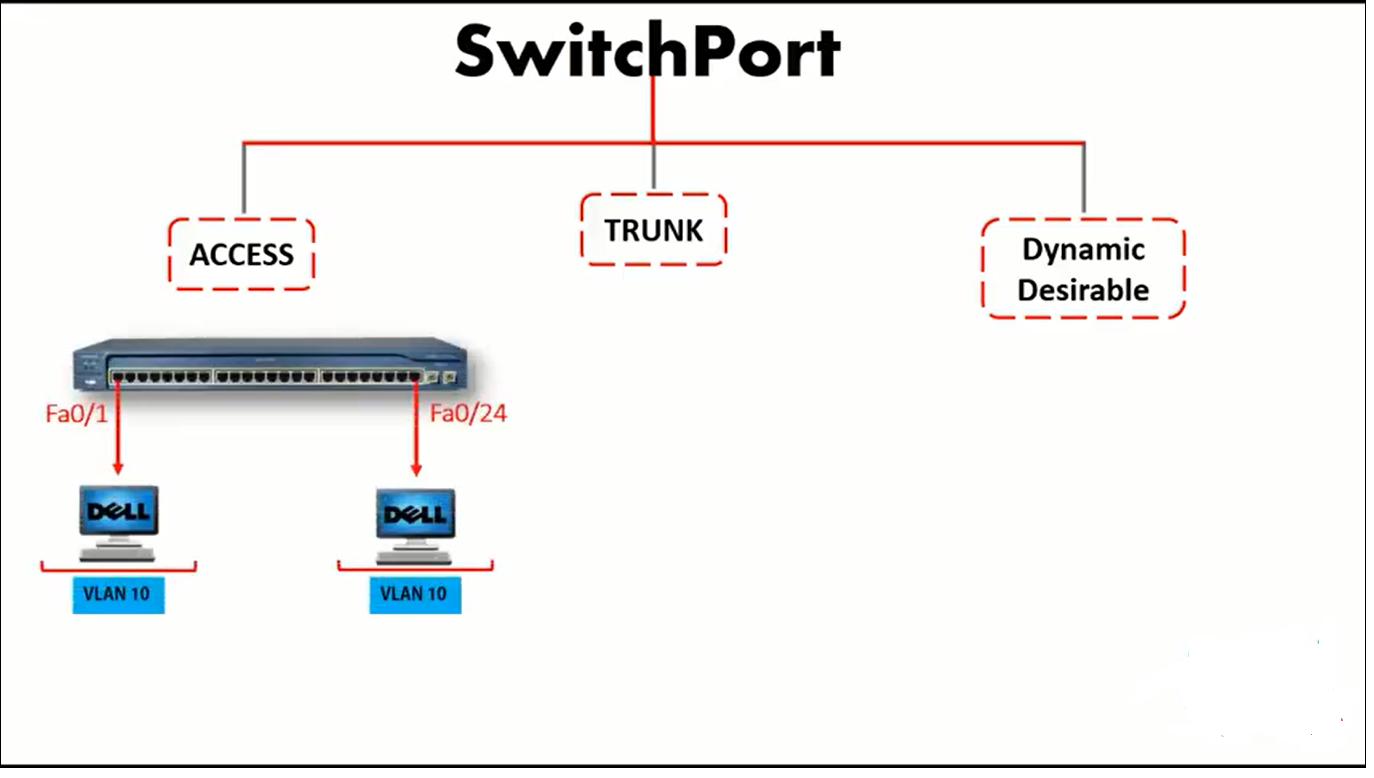 SwitchPort
ACCESS
TRUNK
Dynamic
Desirable
Fa0/1
Fa0/24
DELL
DELL
VLAN 10
VLAN 10